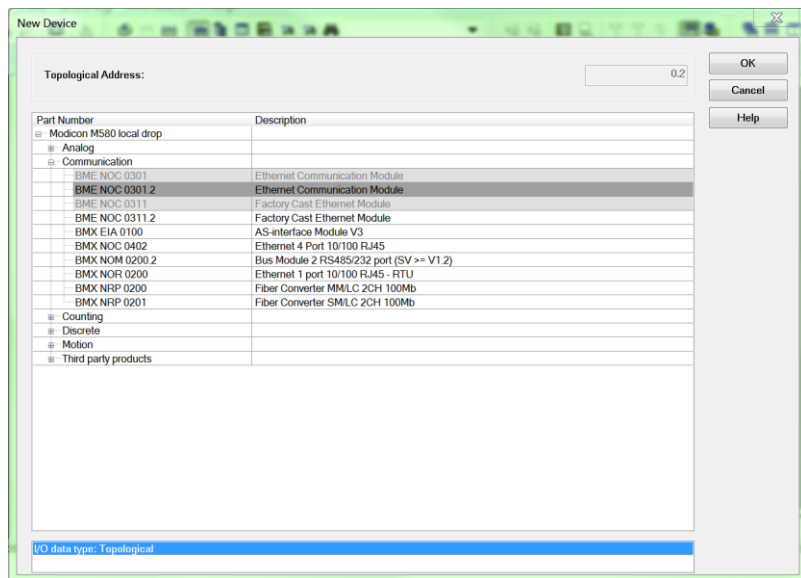 New Device
Topological Address: 0.2
OK
Cancel
Help
Part Number Description
Modicon M580 local drop
Analog
Communication
BME NOC 0301 Ethernet Communication Module
BME NOC 0301.2 Ethernet Communication Module
BME NOC 0311 Factory Cast Ethernet Module
BME NOC 0311.2 Factory Cast Ethernet Module
BMX EIA 0100 AS-interface Module V3
BMX NOC 0402 Ethernet 4 Port 10/100 RJ45
BMX NOM 0200.2 Bus Module 2 RS485/232 port (SV >= V1.2)
BMX NOR 0200 Ethernet 1 port 10/100 RJ45 - RTU
BMX NRP 0200 Fiber Converter MM/LC 2CH 100Mb
BMX NRP 0201 Fiber Converter SM/LC 2CH 100Mb
Counting
Discrete
Motion
Third party products
I/O data type: Topological